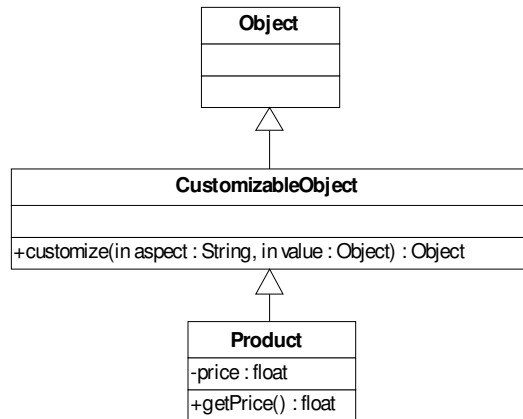 Object
CustomizableObject
+customize(in aspect : String, in value : Object) : Object
Product
-price : float
+getPrice() : float